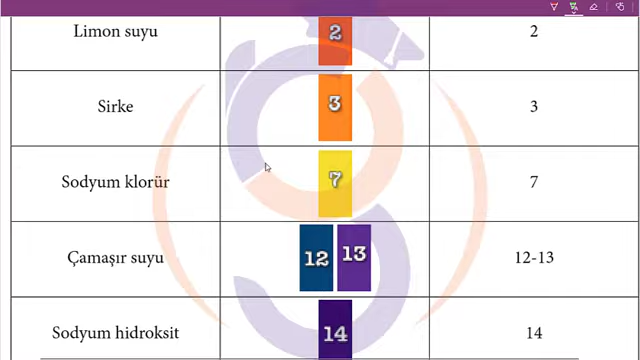 Limon suyu 2 2
Sirke 3 3
Sodyum klorür 7 7
Çamaşır suyu 12 13 12-13
Sodyum hidroksit 14 14